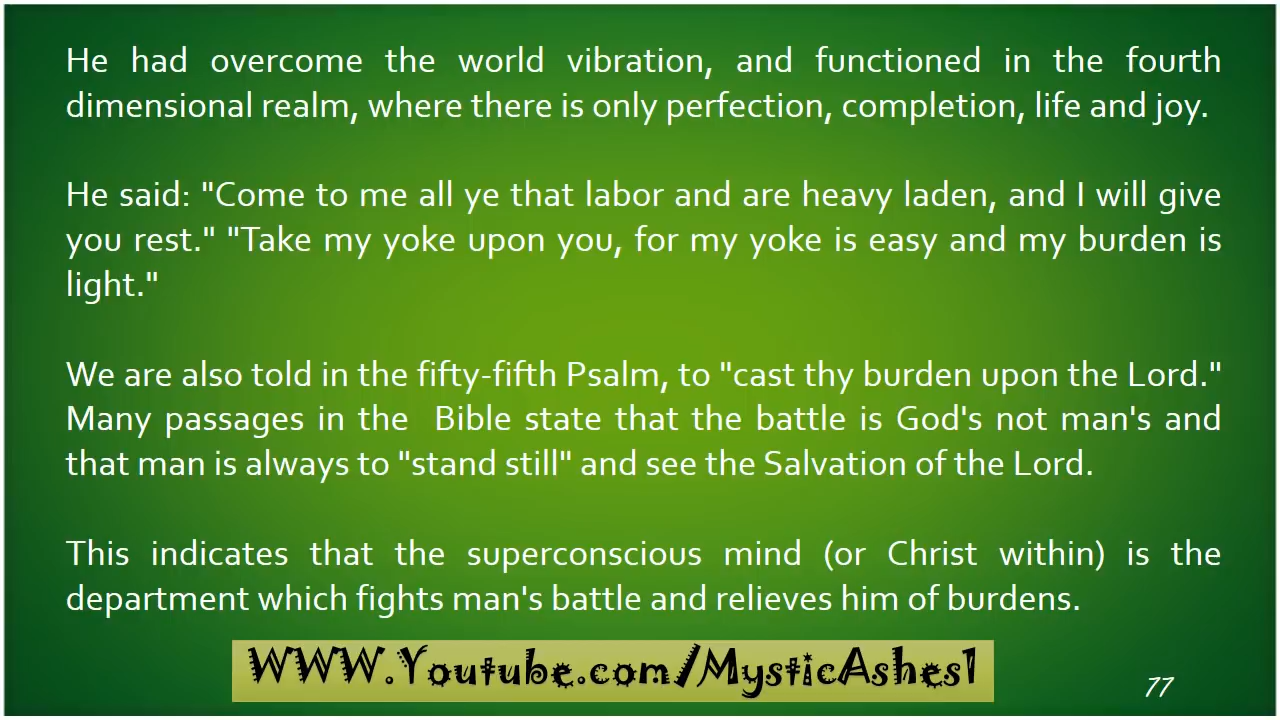 He had overcome the world vibration, and functioned in the fourth
dimensional realm, where there is only perfection, completion, life and joy.
He said: "Come to me all ye that labor and are heavy laden, and I will give
you rest." "Take my yoke upon you, for my yoke is easy and my burden is
light."
We are also told in the fifty-fifth Psalm, to "cast thy burden upon the Lord."
Many passages in the  Bible state that the battle is God's not man's and
that man is always to "stand still" and see the Salvation of the Lord.
This indicates that the superconscious mind (or Christ within) is the
department which fights man's battle and relieves him of burdens.
WWW.Youtube.com/MysticAshes1
77